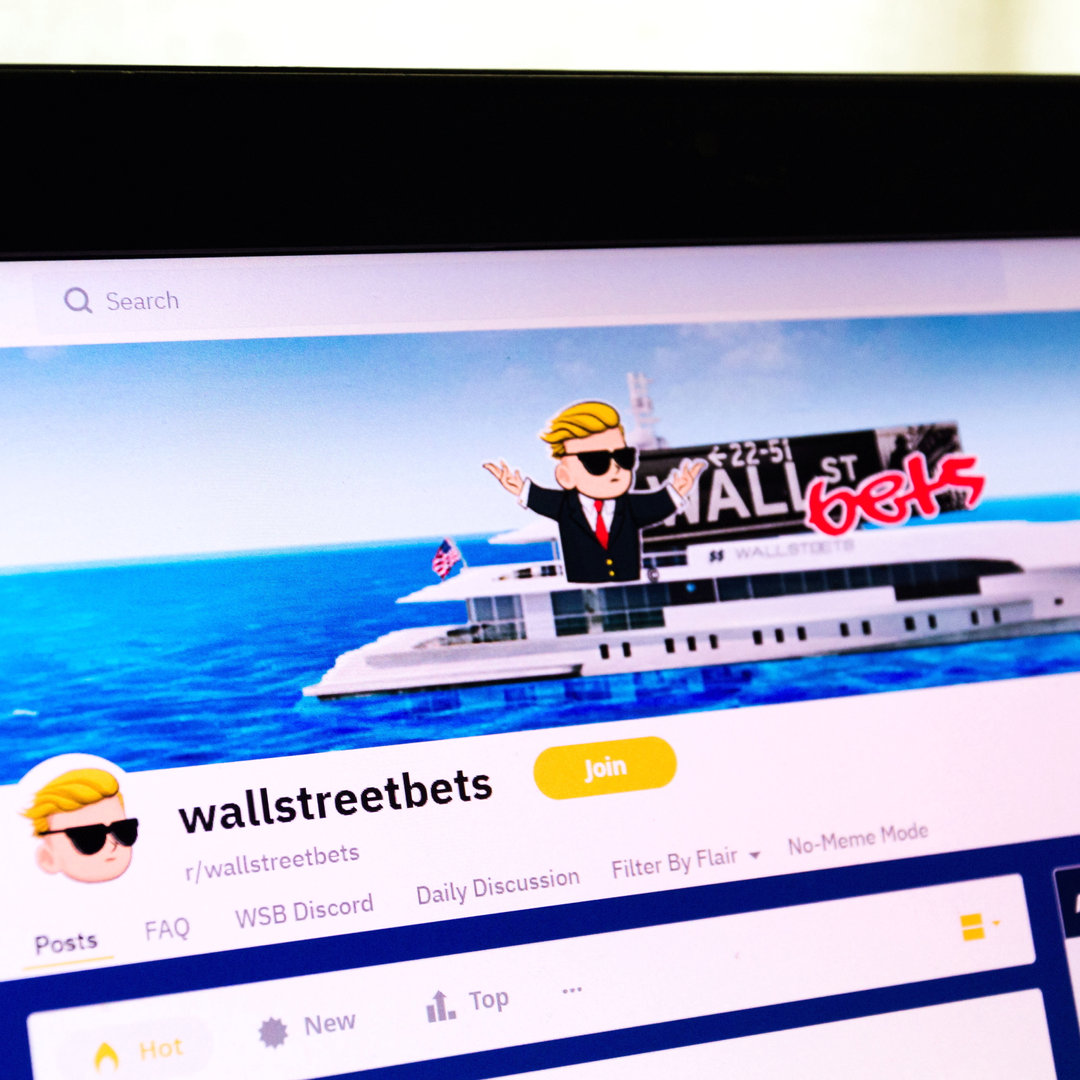 Search
←22-51
WALL ST
bets
$$ WALLSTBETS
wallstreetbets
Join
r/wallstreetbets
Posts FAQ WSB Discord Daily Discussion Filter By Flair No-Meme Mode
Hot New Top ...